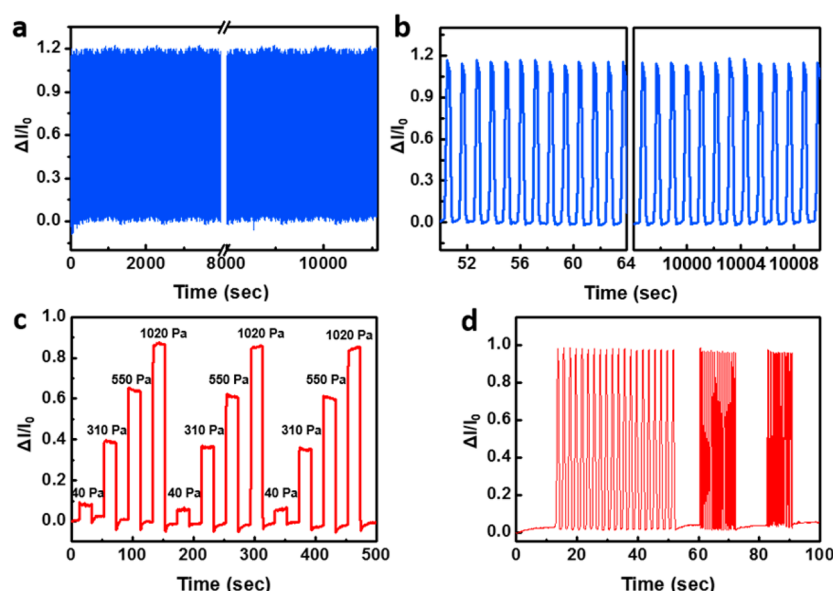 a
ΔI/I0
1.2
0.9
0.6
0.3
0.0
0 2000 8000 10000
Time (sec)
b
ΔI/I0
1.2
0.9
0.6
0.3
0.0
52 56 60 64 10000 10004 10008
Time (sec)
c
ΔI/I0
1.0
0.8
0.6
0.4
0.2
0.0
1020 Pa 1020 Pa 1020 Pa
550 Pa 550 Pa 550 Pa
310 Pa 310 Pa 310 Pa
40 Pa 40 Pa 40 Pa
0 100 200 300 400 500
Time (sec)
d
ΔI/I0
1.0
0.8
0.6
0.4
0.2
0.0
0 20 40 60 80 100
Time (sec)